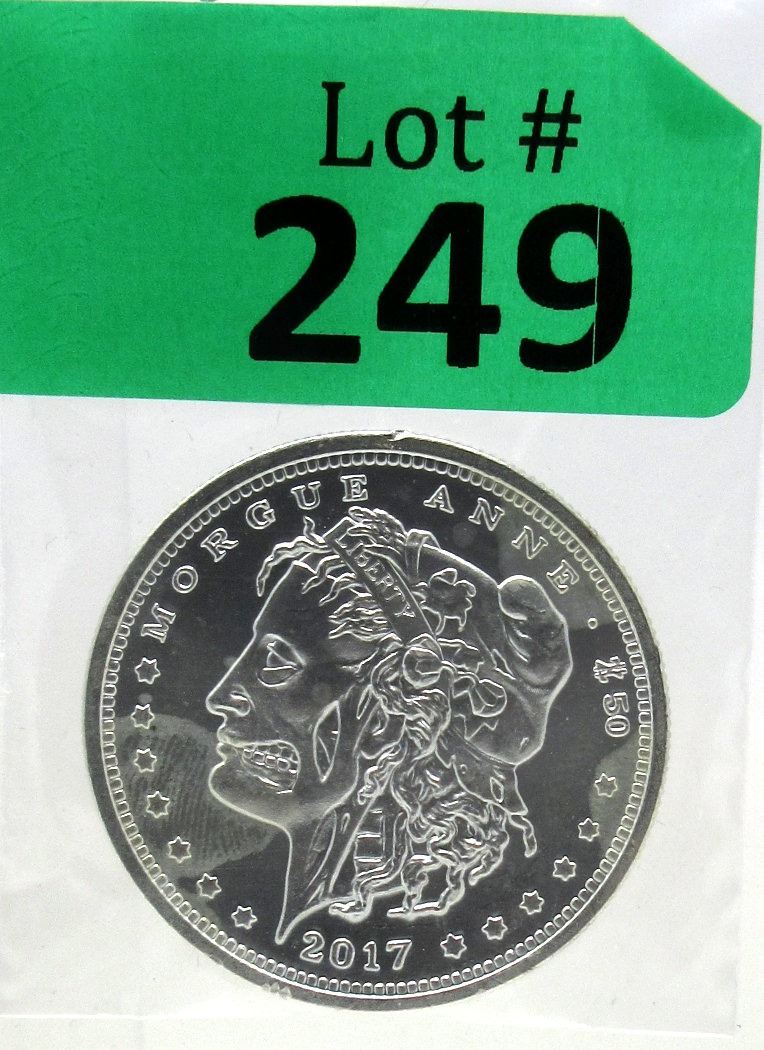 Lot #
249
MORGUE ANNE · #50
LIBERTY
2017